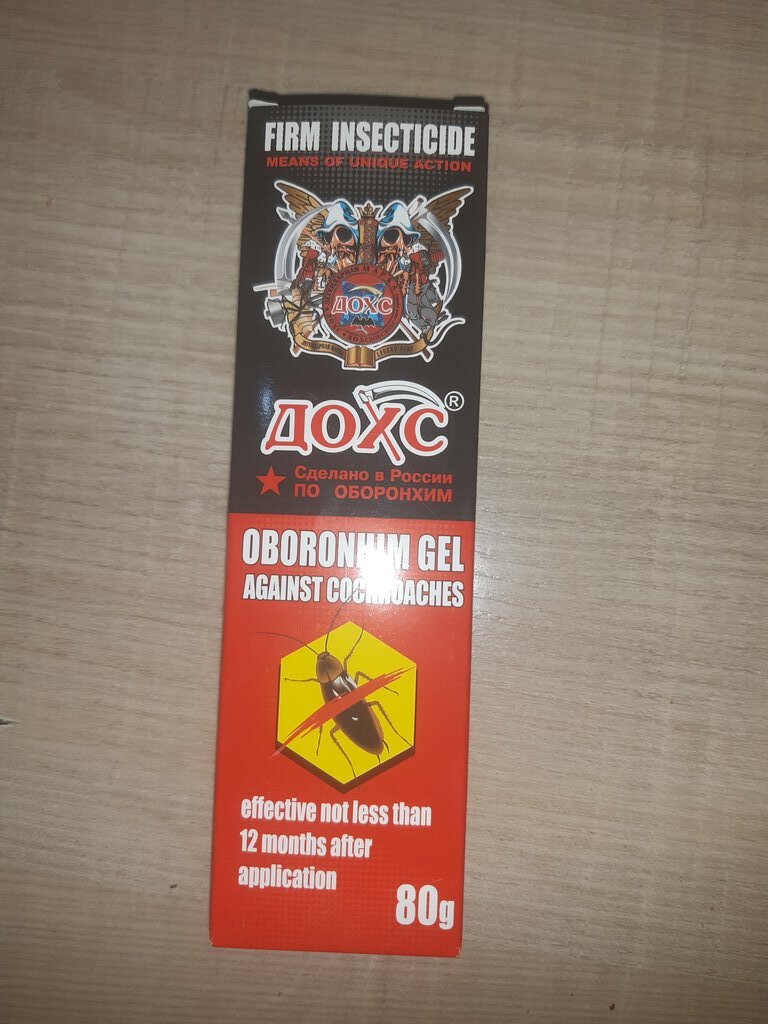 FIRM INSECTICIDE
MEANS OF UNIQUE ACTION
ДОХС
ДОХС®
Сделано в России
ПО ОБОРОНХИМ
OBORONHIM GEL
AGAINST COCKROACHES
effective not less than
12 months after
application
80g